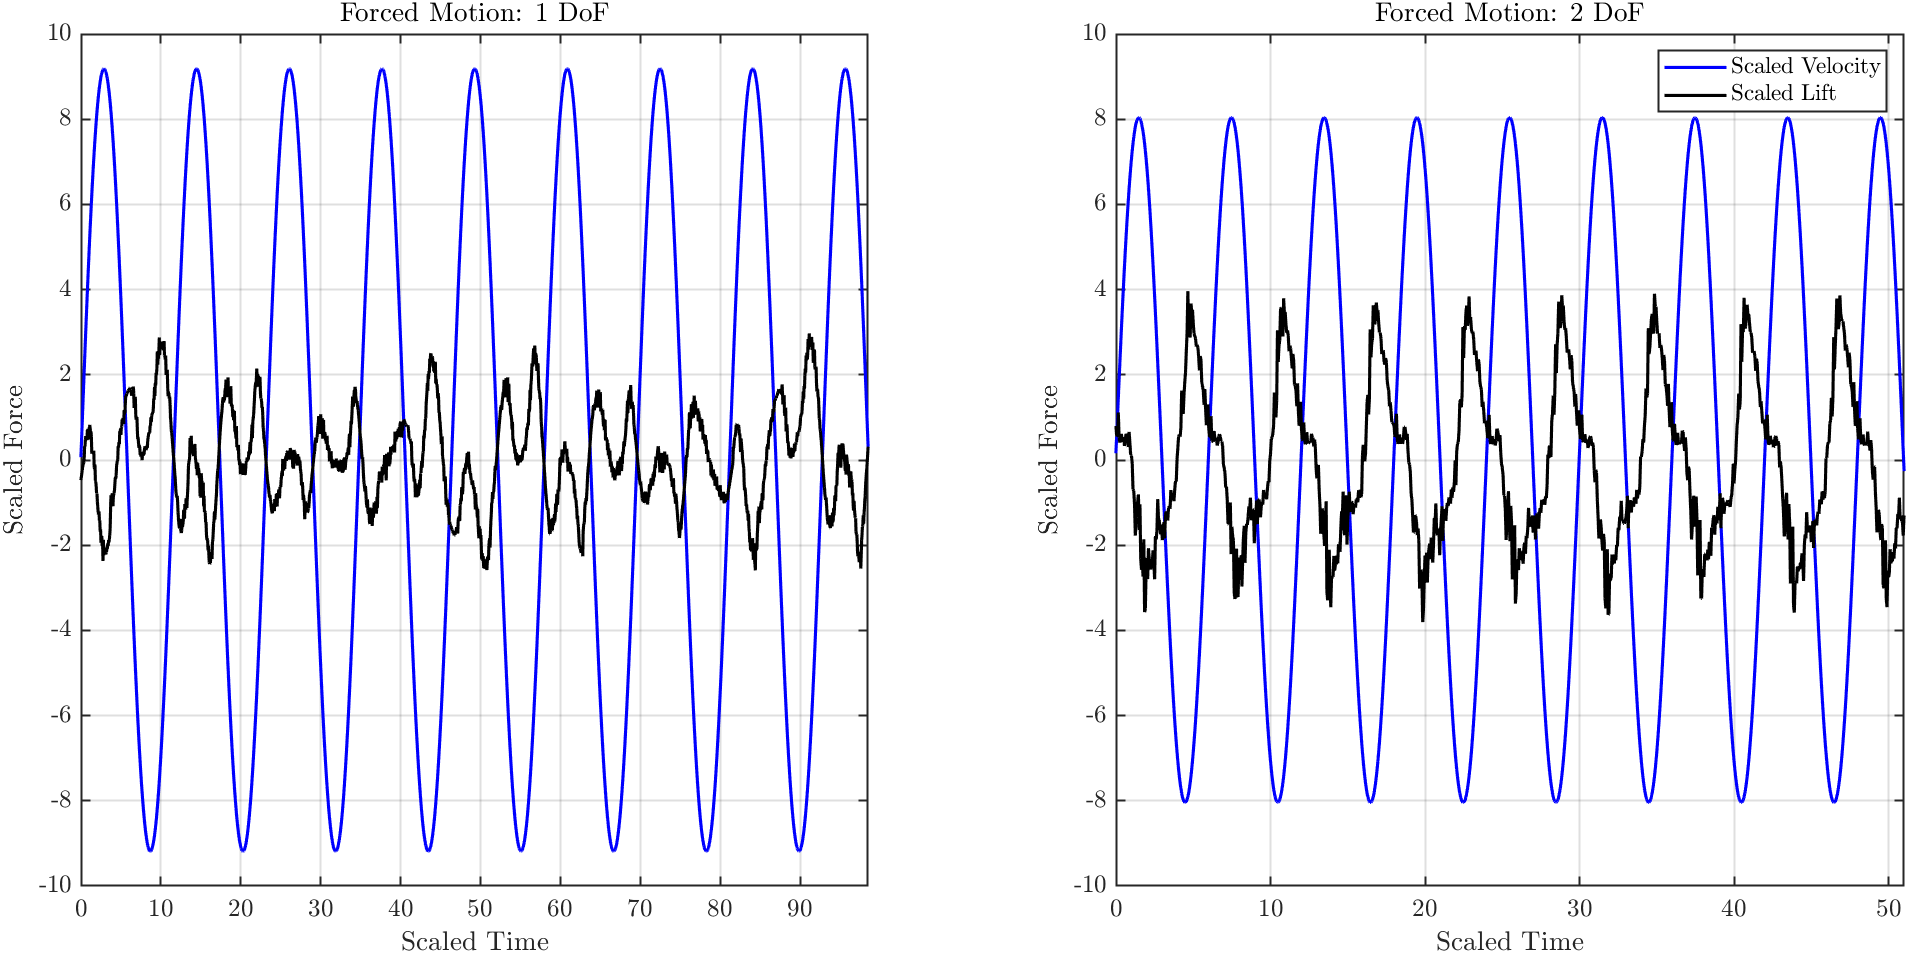 Forced Motion: 1 DoF
10
8
6
4
2
0
-2
-4
-6
-8
-10
Scaled Force
0 10 20 30 40 50 60 70 80 90
Scaled Time
Forced Motion: 2 DoF
Scaled Velocity
Scaled Lift
10
8
6
4
2
0
-2
-4
-6
-8
-10
Scaled Force
0 10 20 30 40 50
Scaled Time